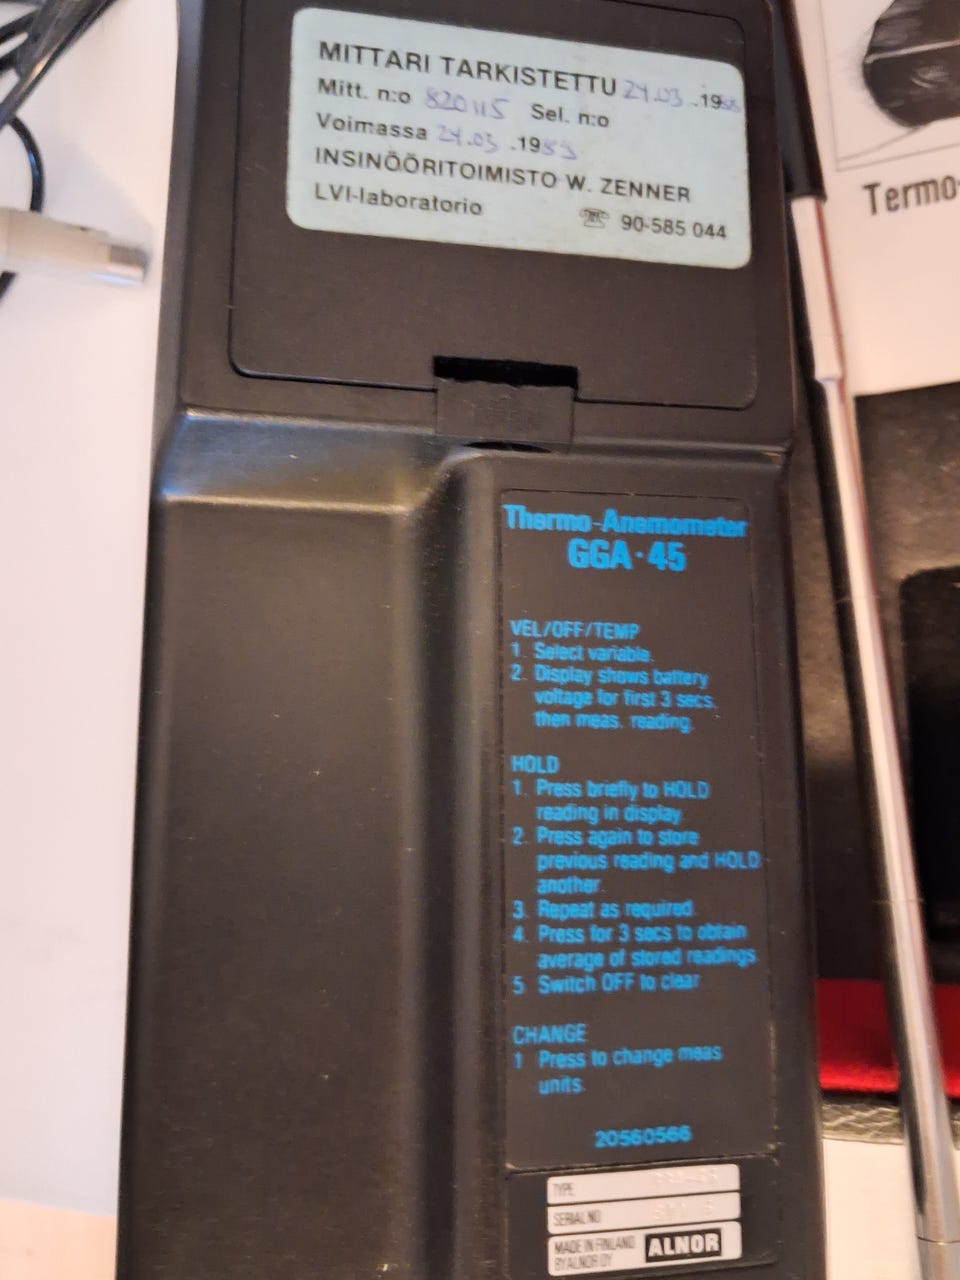 MITTARI TARKISTETTU 24.03 .1988
Mitt. n:o 820115 Sel. n:o
Voimassa 24.03 .1989
INSINÖÖRITOIMISTO W. ZENNER
LVI-laboratorio ☏ 90-585 044
Termo-
Thermo-Anemometer
GGA·45
VEL/OFF/TEMP
1. Select variable.
2. Display shows battery
voltage for first 3 secs.
then meas. reading.
HOLD
1. Press briefly to HOLD
reading in display
2. Press again to store
previous reading and HOLD
another.
3. Repeat as required.
4. Press for 3 secs to obtain
average of stored readings
5 Switch OFF to clear
CHANGE
1 Press to change meas
units.
20560566
TYPE
SERIAL NO
MADE IN FINLAND
BY ALNOR OY ALNOR